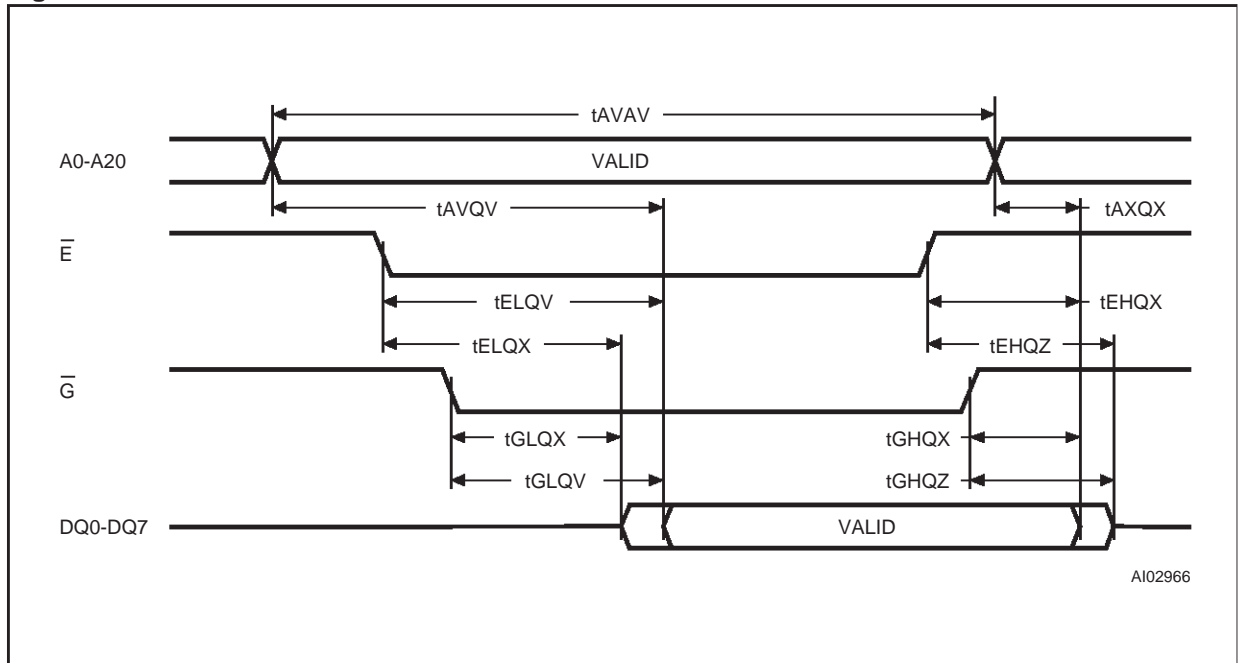 tAVAV
A0-A20 VALID
tAVQV tAXQX
E
tELQV tEHQX
tELQX tEHQZ
G
tGLQX tGHQX
tGLQV tGHQZ
DQ0-DQ7 VALID
AI02966